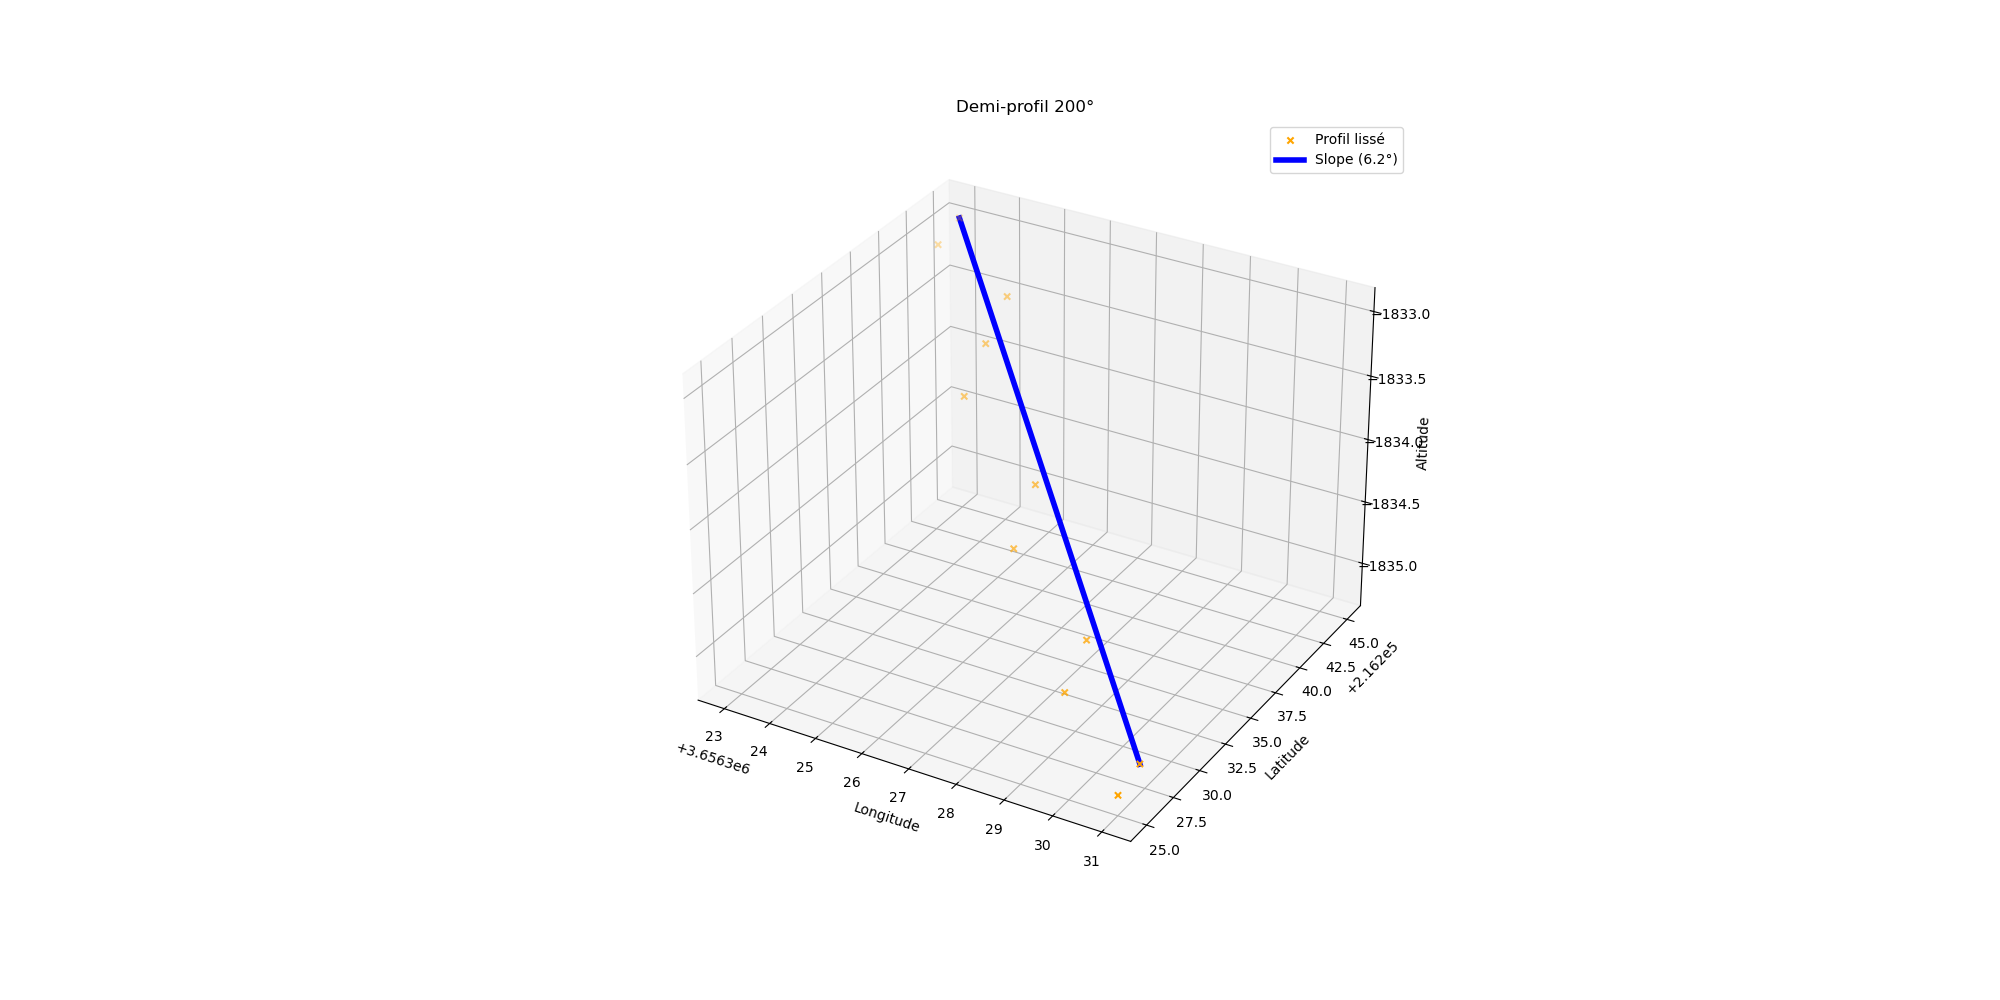 Demi-profil 200°
Profil lissé
Slope (6.2°)
−1833.0
−1833.5
−1834.0
−1834.5
−1835.0
Altitude
45.0
42.5
40.0
37.5
35.0
32.5
30.0
27.5
25.0
+2.162e5
Latitude
23
24
25
26
27
28
29
30
31
+3.6563e6
Longitude